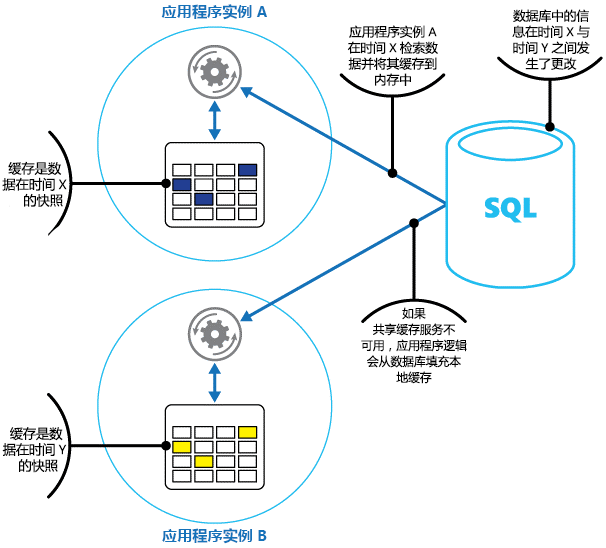 应用程序实例 A
应用程序实例 A
在时间 X 检索数
据并将其缓存到
内存中
数据库中的信
息在时间 X 与
时间 Y 之间发
生了更改
缓存是数
据在时间 X
的快照
SQL
如果
共享缓存服务不
可用，应用程序逻辑
会从数据库填充本
地缓存
缓存是数
据在时间 Y
的快照
应用程序实例 B